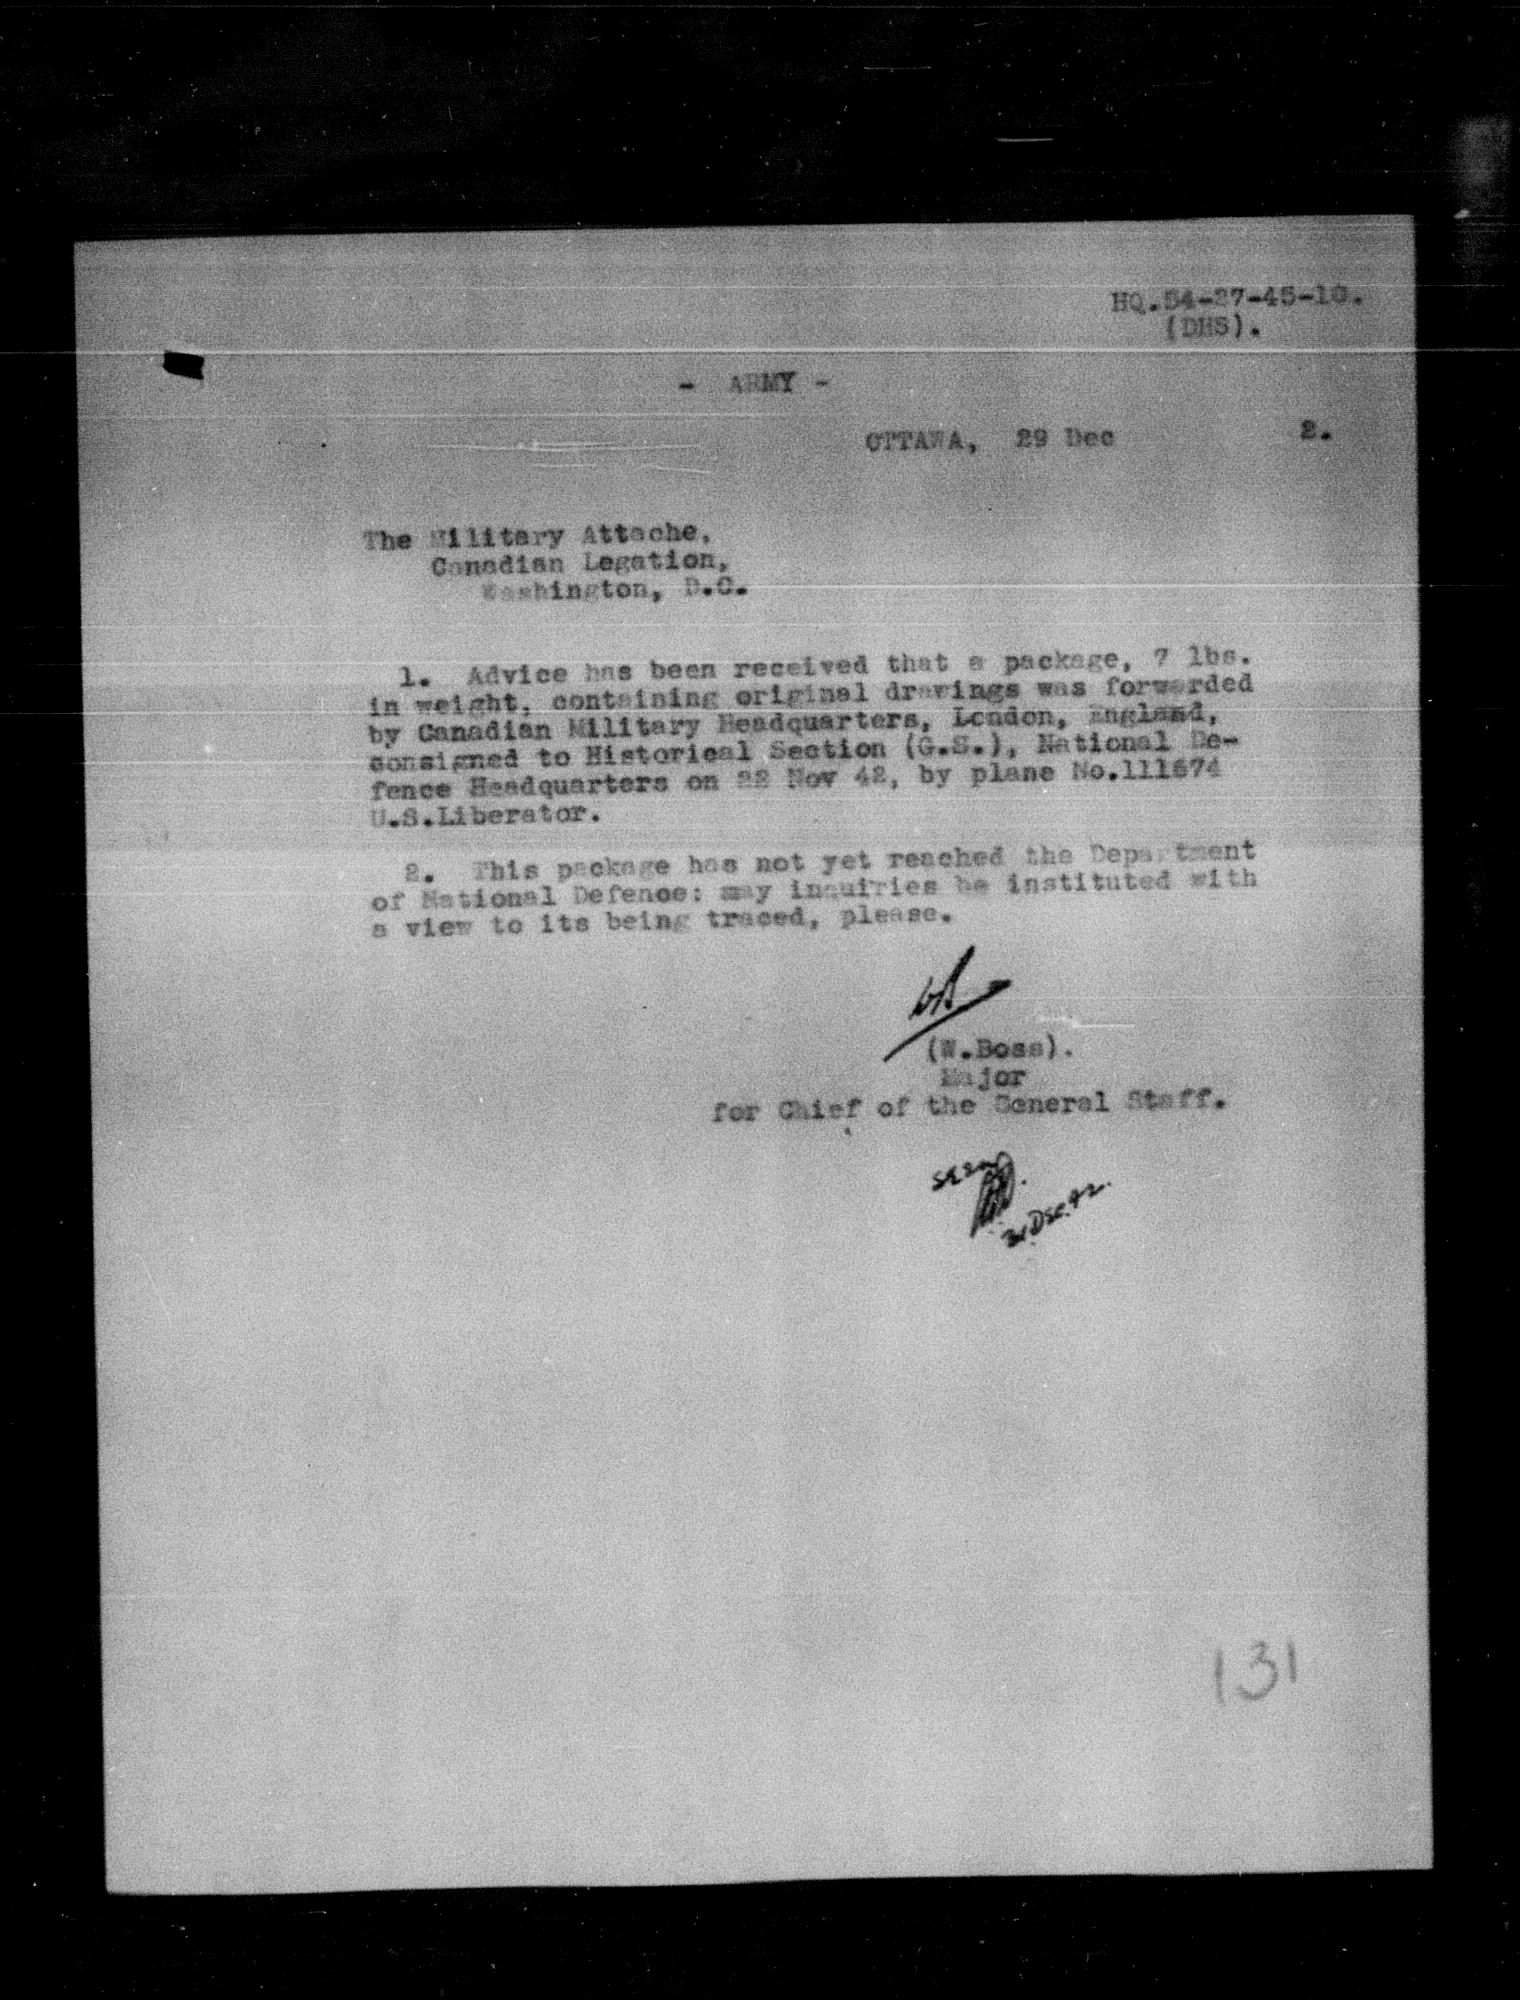 HQ.54-27-45-10.
(DHS).
- ARMY -
OTTAWA, 29 Dec 2.
The Military Attache,
Canadian Legation,
Washington, D.C.
1. Advice has been received that a package, 7 lbs.
in weight, containing original drawings was forwarded
by Canadian Military Headquarters, London, England,
consigned to Historical Section (G.S.), National De-
fence Headquarters on 22 Nov 42, by plane No.111674
U.S.Liberator.
2. This package has not yet reached the Department
of National Defence: may inquiries be instituted with
a view to its being traced, please.
(W.Boss).
Major
for Chief of the General Staff.
Dec. 42.
131